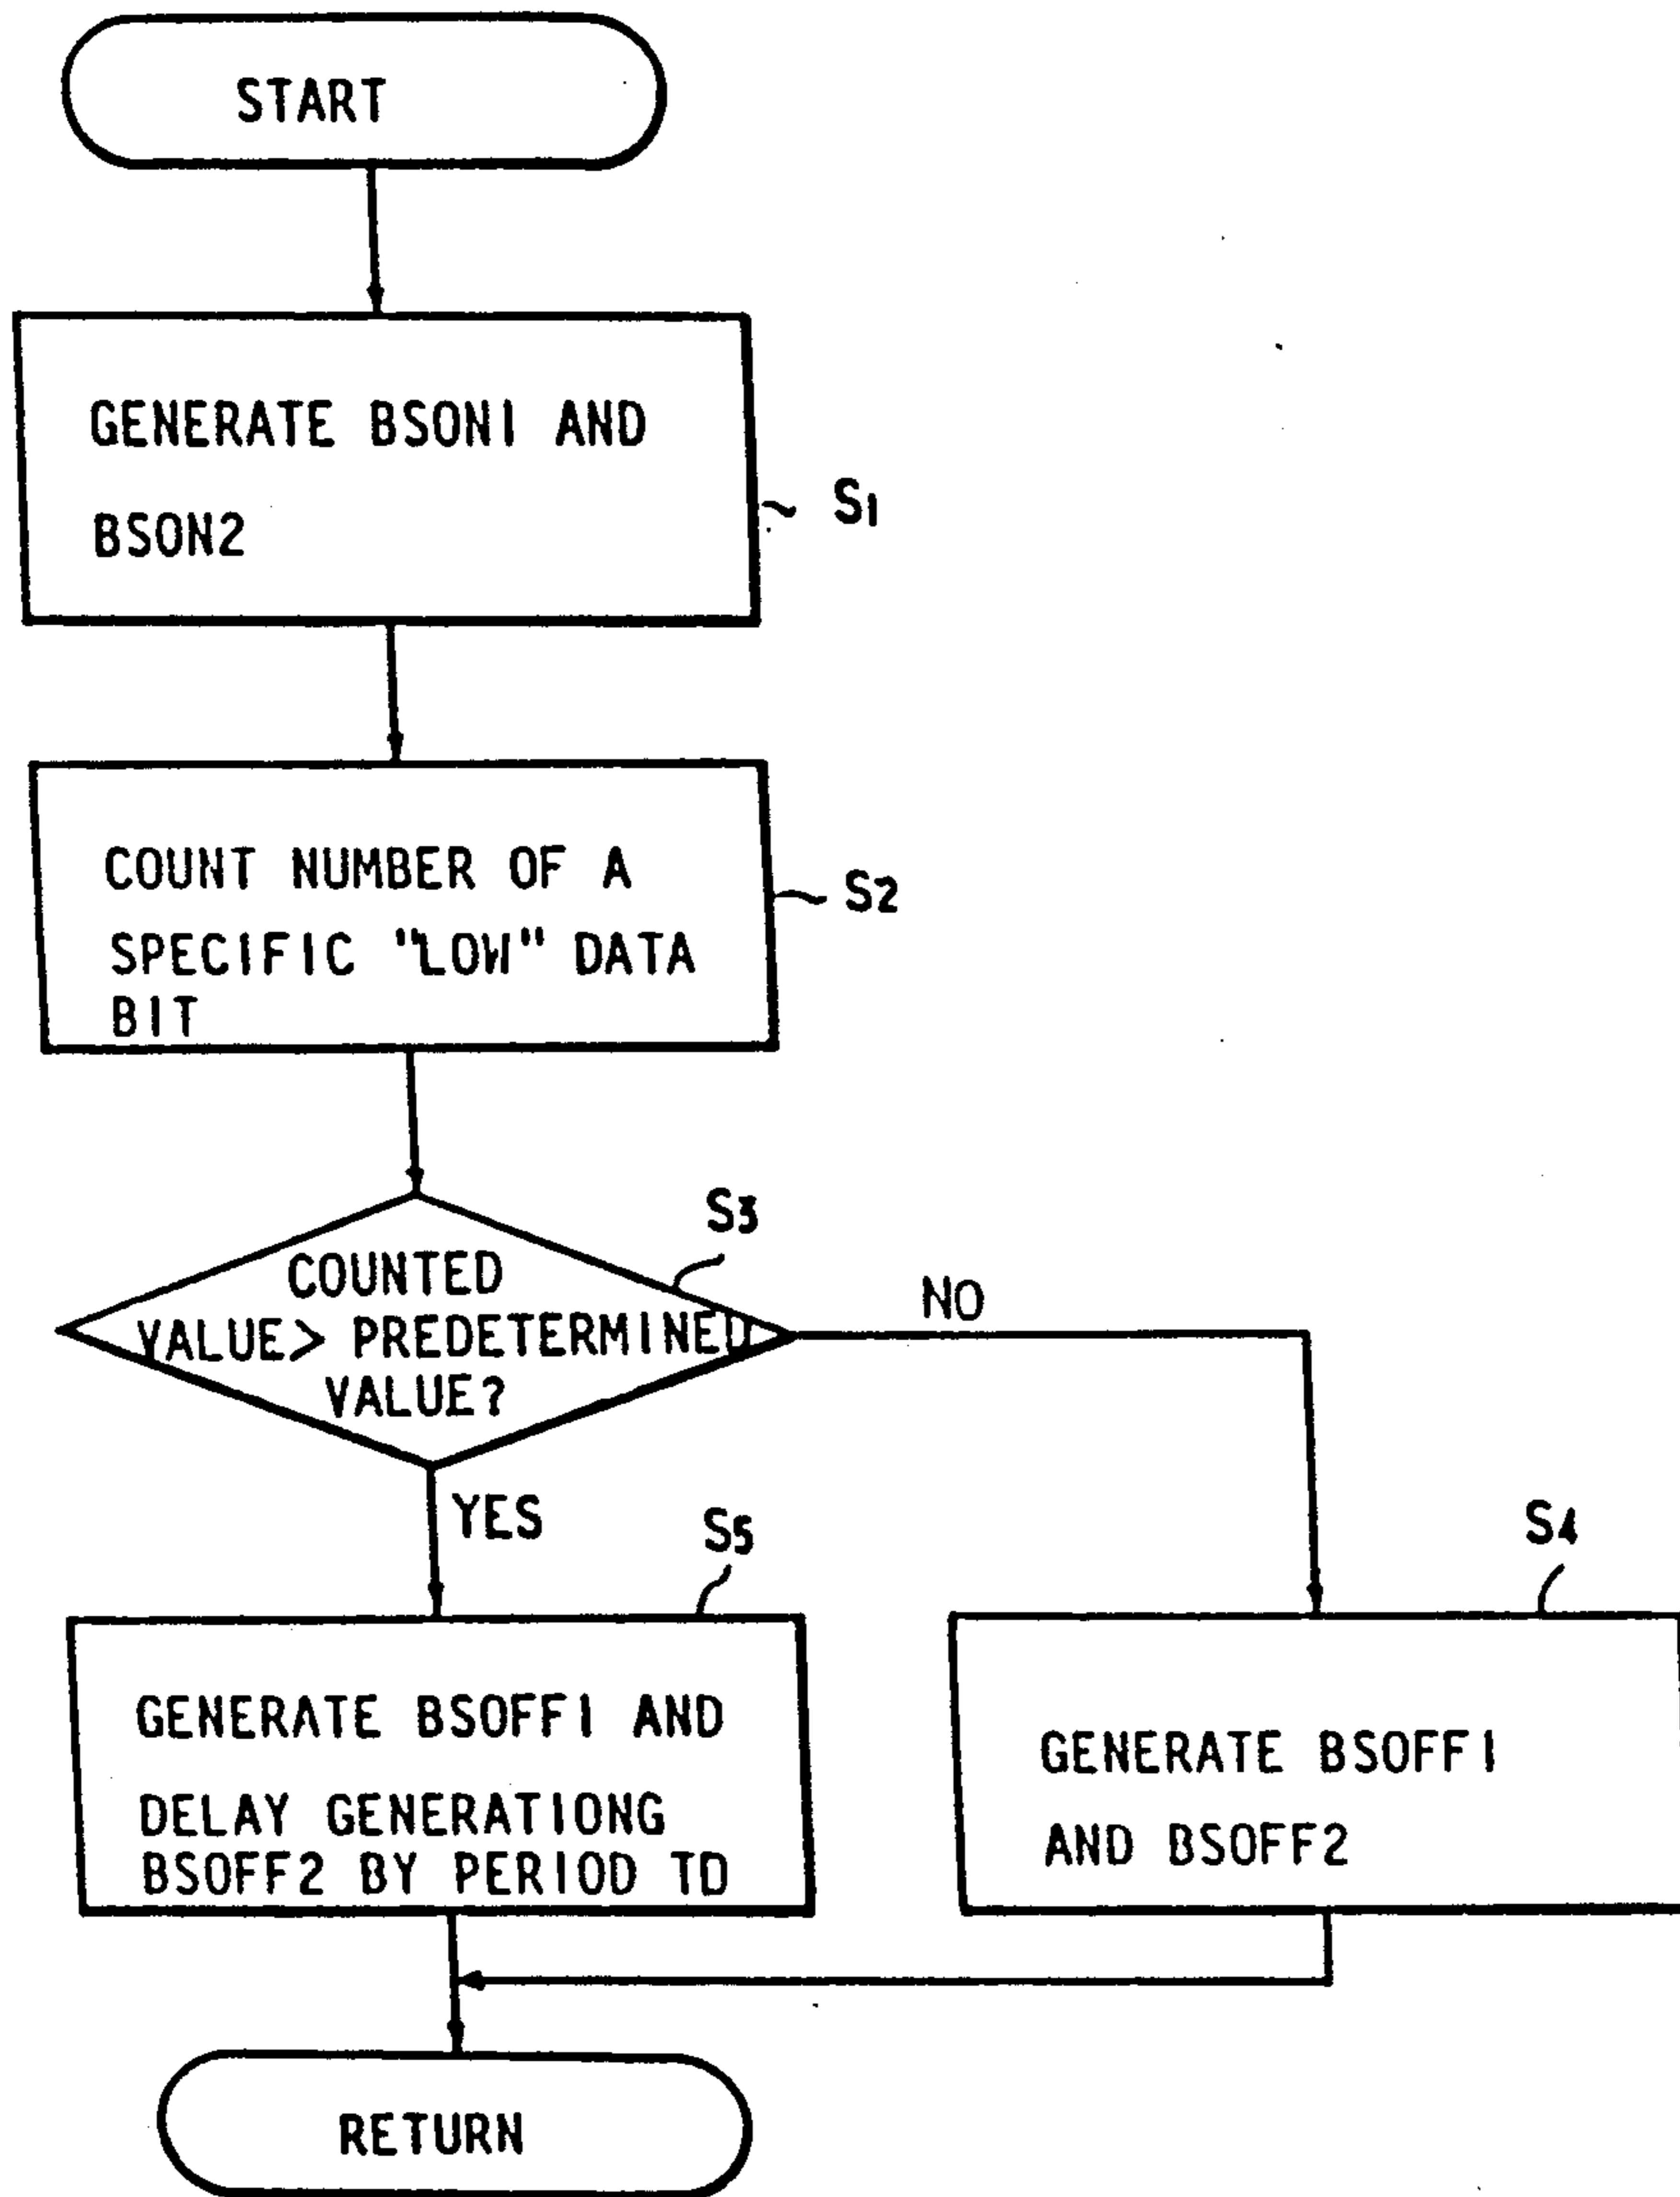 START
GENERATE BSON1 AND
BSON2
S1
COUNT NUMBER OF A
SPECIFIC "LOW" DATA
BIT
S2
S3
COUNTED
VALUE> PREDETERMINED
VALUE?
NO
YES
S5
S4
GENERATE BSOFF1 AND
DELAY GENERATIONG
BSOFF2 BY PERIOD TD
GENERATE BSOFF1
AND BSOFF2
RETURN